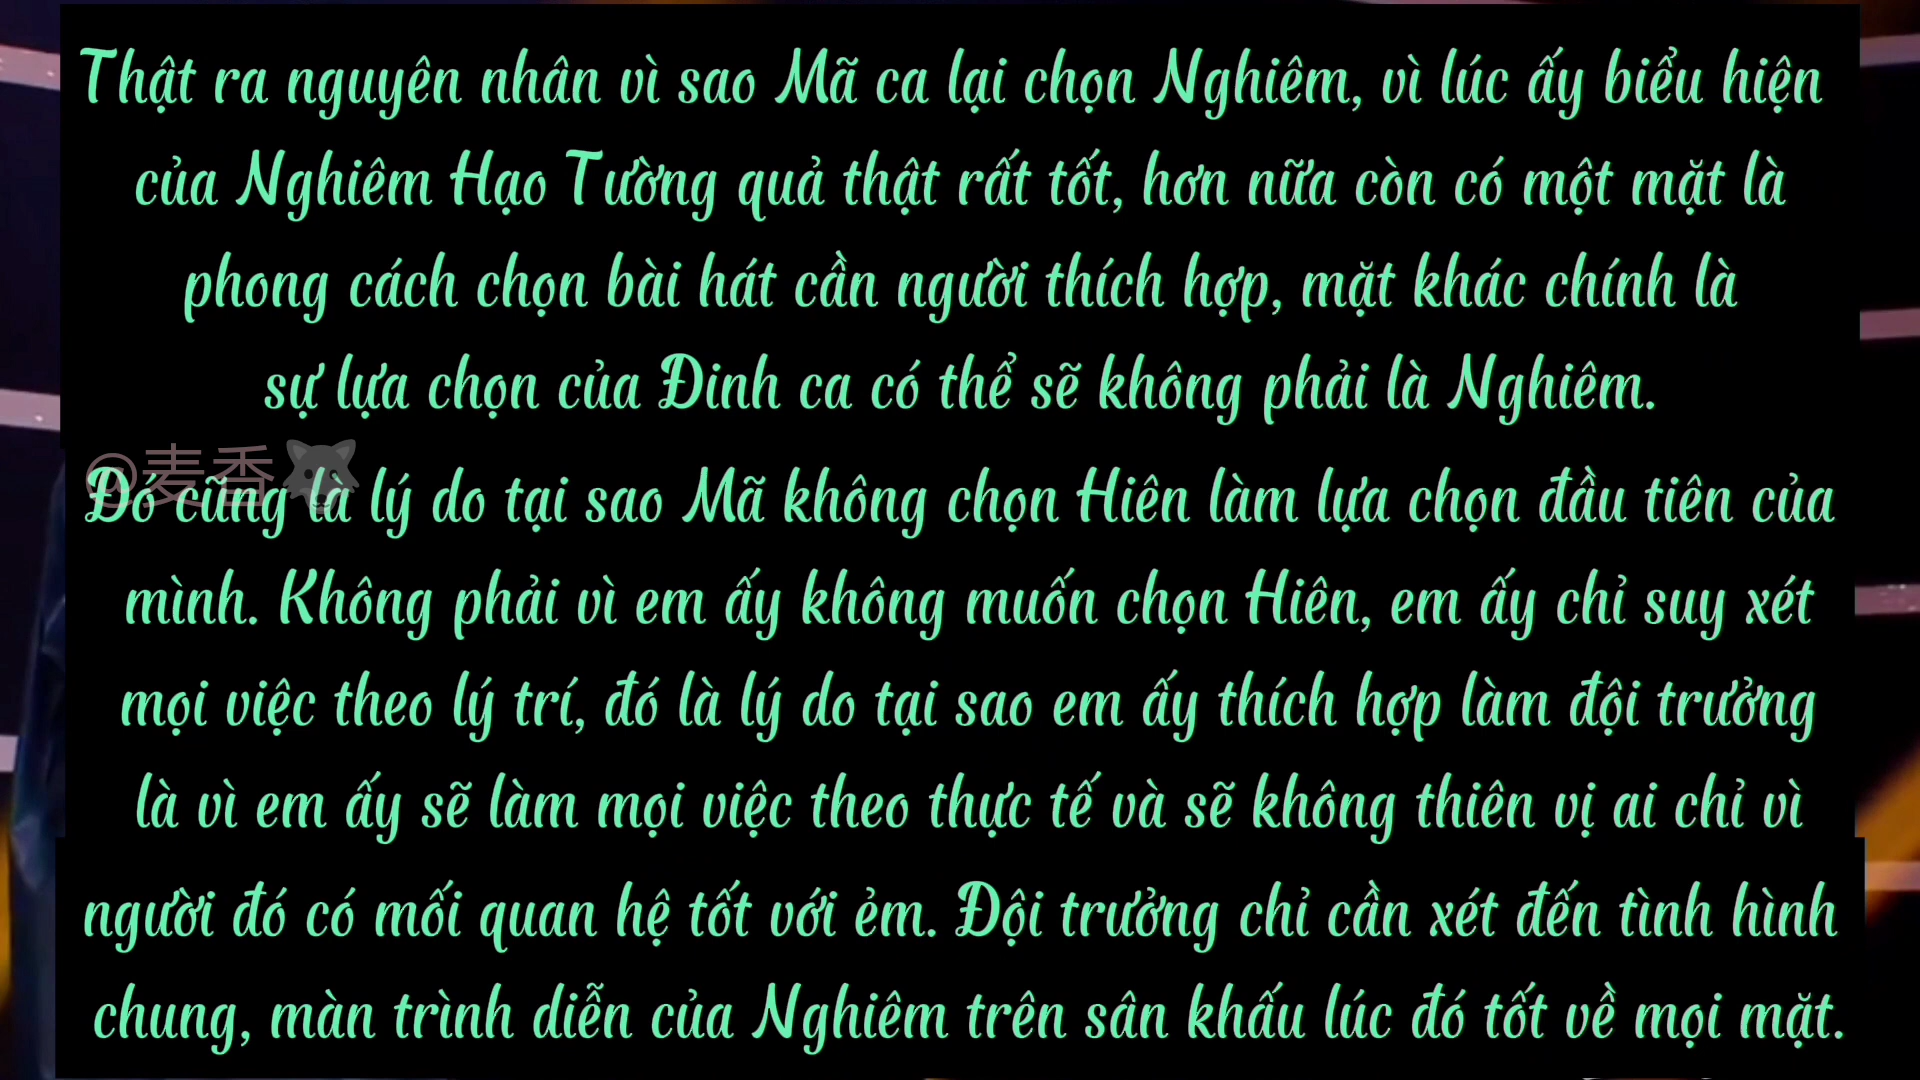 Thật ra nguyên nhân vì sao Mã ca lại chọn Nghiêm, vì lúc ấy biểu hiện
của Nghiêm Hạo Tường quả thật rất tốt, hơn nữa còn có một mặt là
phong cách chọn bài hát cần người thích hợp, mặt khác chính là
sự lựa chọn của Đinh ca có thể sẽ không phải là Nghiêm.
@麦香
Đó cũng là lý do tại sao Mã không chọn Hiên làm lựa chọn đầu tiên của
mình. Không phải vì em ấy không muốn chọn Hiên, em ấy chỉ suy xét
mọi việc theo lý trí, đó là lý do tại sao em ấy thích hợp làm đội trưởng
là vì em ấy sẽ làm mọi việc theo thực tế và sẽ không thiên vị ai chỉ vì
người đó có mối quan hệ tốt với ẻm. Đội trưởng chỉ cần xét đến tình hình
chung, màn trình diễn của Nghiêm trên sân khấu lúc đó tốt về mọi mặt.